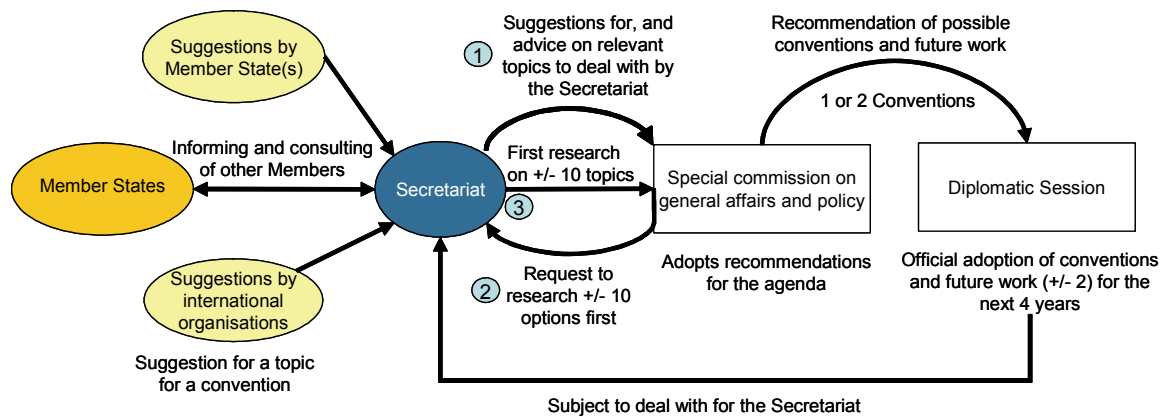 Suggestions by
Member State(s)
1
Suggestions for, and
advice on relevant
topics to deal with by
the Secretariat
Recommendation of possible
conventions and future work
1 or 2 Conventions
Informing and consulting
of other Members
Member States
Secretariat
First research
on +/- 10 topics
3
Special commission on
general affairs and policy
Diplomatic Session
Suggestions by
international
organisations
2
Request to
research +/- 10
options first
Adopts recommendations
for the agenda
Official adoption of conventions
and future work (+/- 2) for the
next 4 years
Suggestion for a topic
for a convention
Subject to deal with for the Secretariat